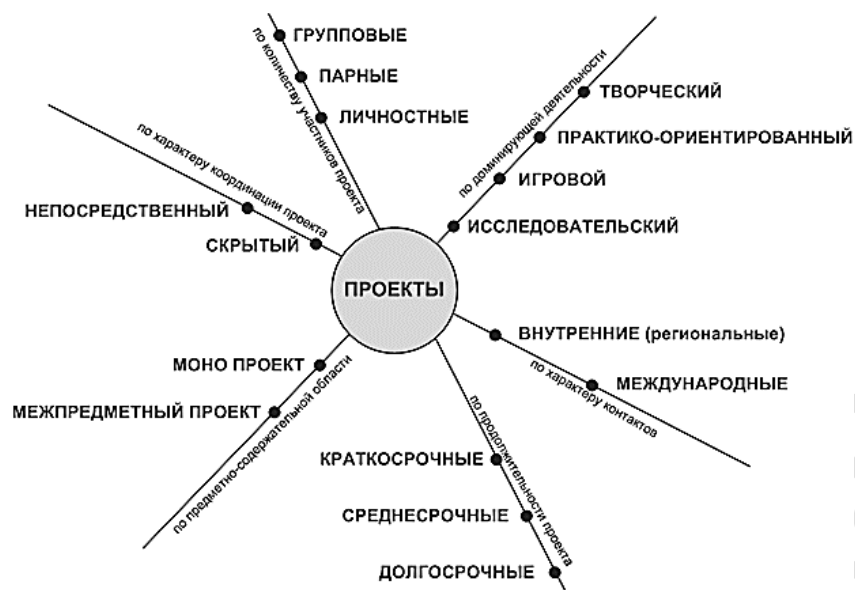 ГРУППОВЫЕ
ПАРНЫЕ
ЛИЧНОСТНЫЕ
по количеству участников проекта
по доминирующей деятельности
ТВОРЧЕСКИЙ
ПРАКТИКО-ОРИЕНТИРОВАННЫЙ
ИГРОВОЙ
ИССЛЕДОВАТЕЛЬСКИЙ
по характеру координации проекта
НЕПОСРЕДСТВЕННЫЙ
СКРЫТЫЙ
ПРОЕКТЫ
ВНУТРЕННИЕ (региональные)
МЕЖДУНАРОДНЫЕ
по характеру контактов
МОНО ПРОЕКТ
МЕЖПРЕДМЕТНЫЙ ПРОЕКТ
по предметно-содержательной области
КРАТКОСРОЧНЫЕ
СРЕДНЕСРОЧНЫЕ
ДОЛГОСРОЧНЫЕ
по продолжительности проекта